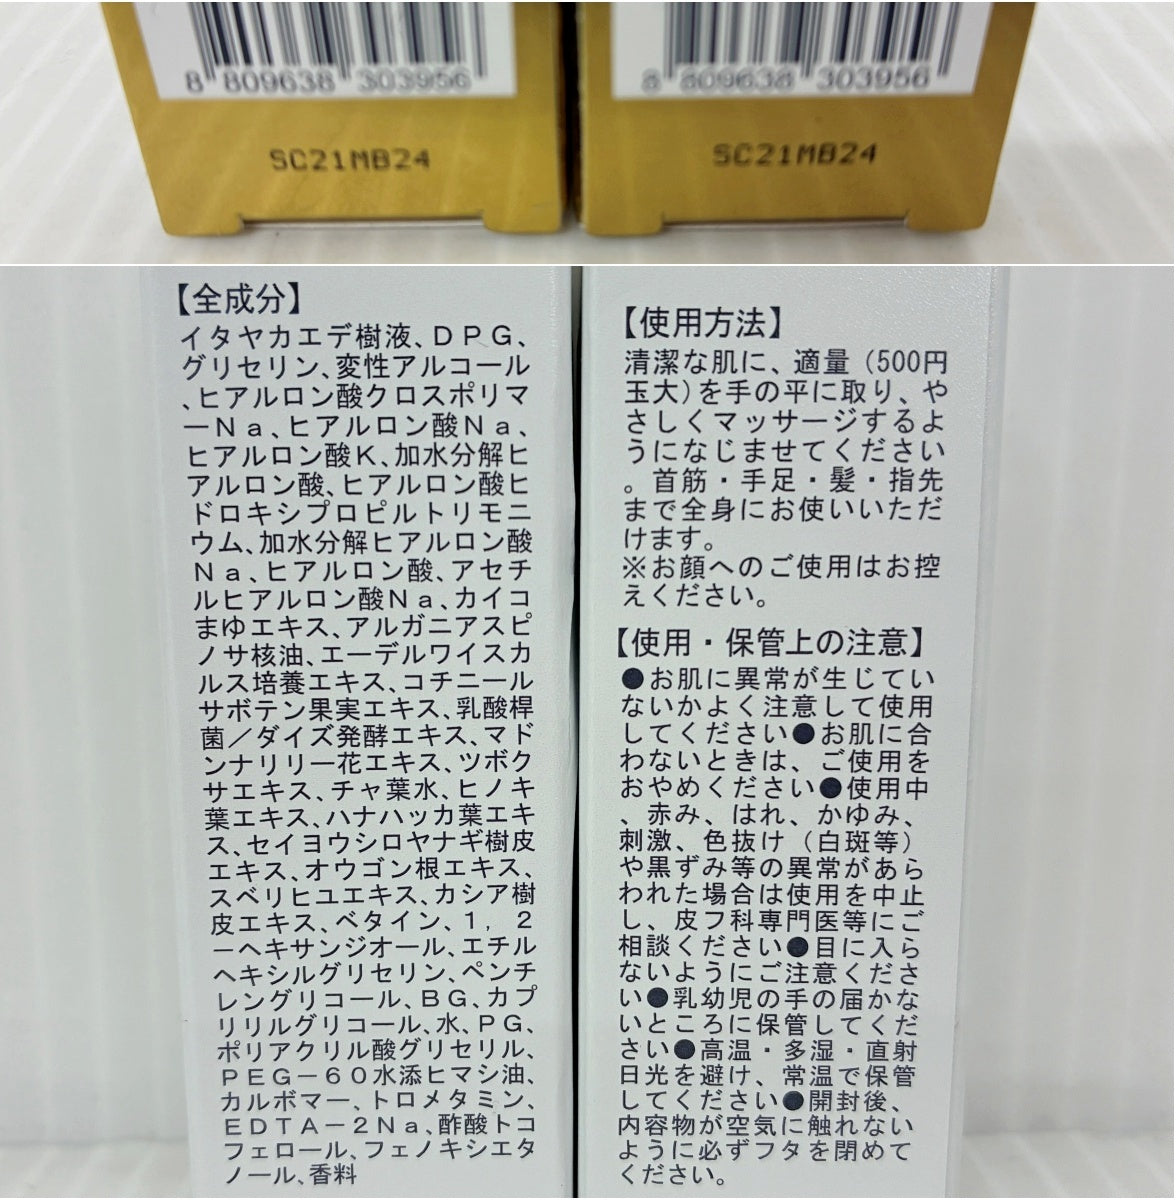 8 809638 303956
8 809638 303956
SC21MB24
SC21MB24
【全成分】
イタヤカエデ樹液、ＤＰＧ、
グリセリン、変性アルコール
、ヒアルロン酸クロスポリマ
ーＮａ、ヒアルロン酸Ｎａ、
ヒアルロン酸Ｋ、加水分解ヒ
アルロン酸、ヒアルロン酸ヒ
ドロキシプロピルトリモニ
ウム、加水分解ヒアルロン酸
Ｎａ、ヒアルロン酸、アセチ
ルヒアルロン酸Ｎａ、カイコ
まゆエキス、アルガニアスピ
ノサ核油、エーデルワイスカ
ルス培養エキス、コチニール
サボテン果実エキス、乳酸桿
菌／ダイズ発酵エキス、マド
ンナリリー花エキス、ツボク
サエキス、チャ葉水、ヒノキ
葉エキス、ハナハッカ葉エキ
ス、セイヨウシロヤナギ樹皮
エキス、オウゴン根エキス、
スベリヒユエキス、カシア樹
皮エキス、ベタイン、１，２
－ヘキサンジオール、エチル
ヘキシルグリセリン、ペンチ
レングリコール、ＢＧ、カプ
リリルグリコール、水、ＰＧ、
ポリアクリル酸グリセリル、
ＰＥＧ－６０水添ヒマシ油、
カルボマー、トロメタミン、
ＥＤＴＡ－２Ｎａ、酢酸トコ
フェロール、フェノキシエタ
ノール、香料
【使用方法】
清潔な肌に、適量（500円
玉大）を手の平に取り、や
さしくマッサージするよ
うになじませてください
。首筋・手足・髪・指先
まで全身にお使いいただ
けます。
※お顔へのご使用はお控
えください。
【使用・保管上の注意】
●お肌に異常が生じてい
ないかよく注意して使用
してください●お肌に合
わないときは、ご使用を
おやめください●使用中
、赤み、はれ、かゆみ、
刺激、色抜け（白斑等）
や黒ずみ等の異常があら
われた場合は使用を中止
し、皮フ科専門医等にご
相談ください●目に入ら
ないようにご注意くださ
い●乳幼児の手の届かな
いところに保管してくだ
さい●高温・多湿・直射
日光を避け、常温で保管
してください●開封後、
内容物が空気に触れない
ように必ずフタを閉めて
ください。